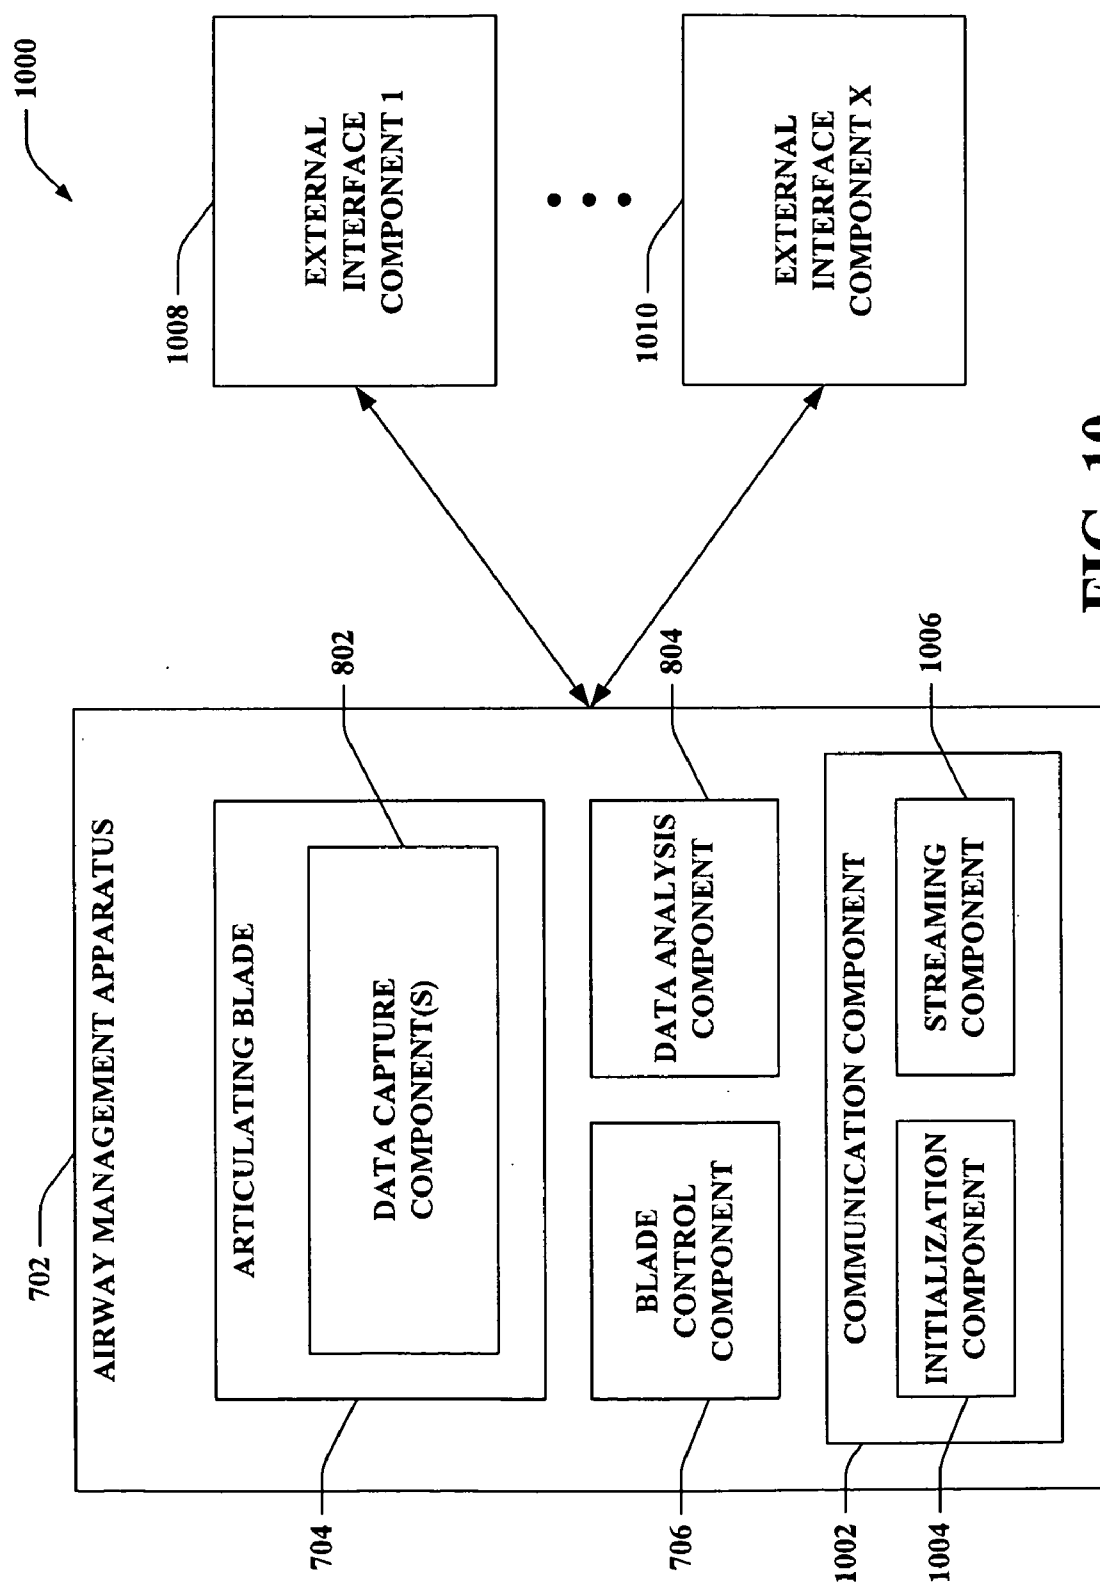 1000
702
AIRWAY MANAGEMENT APPARATUS
704
ARTICULATING BLADE
802
DATA CAPTURE
COMPONENT(S)
706
BLADE
CONTROL
COMPONENT
804
DATA ANALYSIS
COMPONENT
1002
COMMUNICATION COMPONENT
1004
INITIALIZATION
COMPONENT
1006
STREAMING
COMPONENT
1008
EXTERNAL
INTERFACE
COMPONENT 1
1010
EXTERNAL
INTERFACE
COMPONENT X
FIG. 10